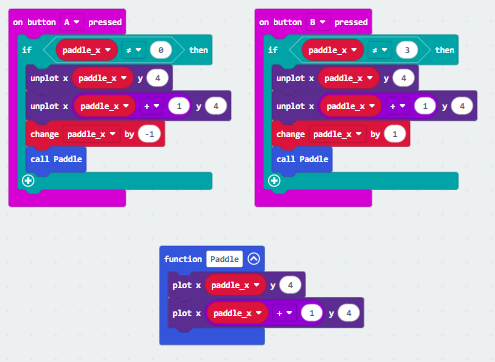 on button A pressed
if paddle_x ≠ 0 then
unplot x paddle_x y 4
unplot x paddle_x + 1 y 4
change paddle_x by -1
call Paddle
on button B pressed
if paddle_x ≠ 3 then
unplot x paddle_x y 4
unplot x paddle_x + 1 y 4
change paddle_x by 1
call Paddle
function Paddle
plot x paddle_x y 4
plot x paddle_x + 1 y 4